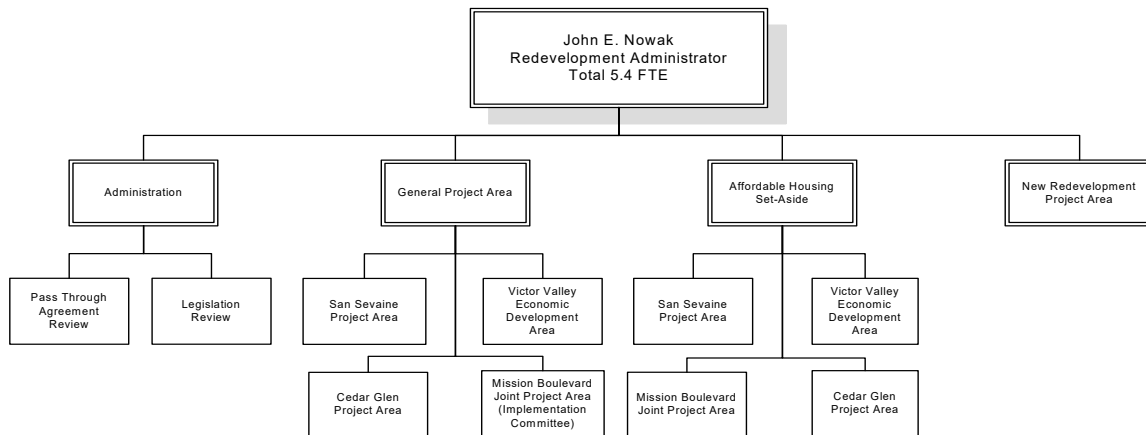 John E. Nowak
Redevelopment Administrator
Total 5.4 FTE
Administration
General Project Area
Affordable Housing
Set-Aside
New Redevelopment
Project Area
Pass Through
Agreement
Review
Legislation
Review
San Sevaine
Project Area
Victor Valley
Economic
Development
Area
San Sevaine
Project Area
Victor Valley
Economic
Development
Area
Cedar Glen
Project Area
Mission Boulevard
Joint Project Area
(Implementation
Committee)
Mission Boulevard
Joint Project Area
Cedar Glen
Project Area